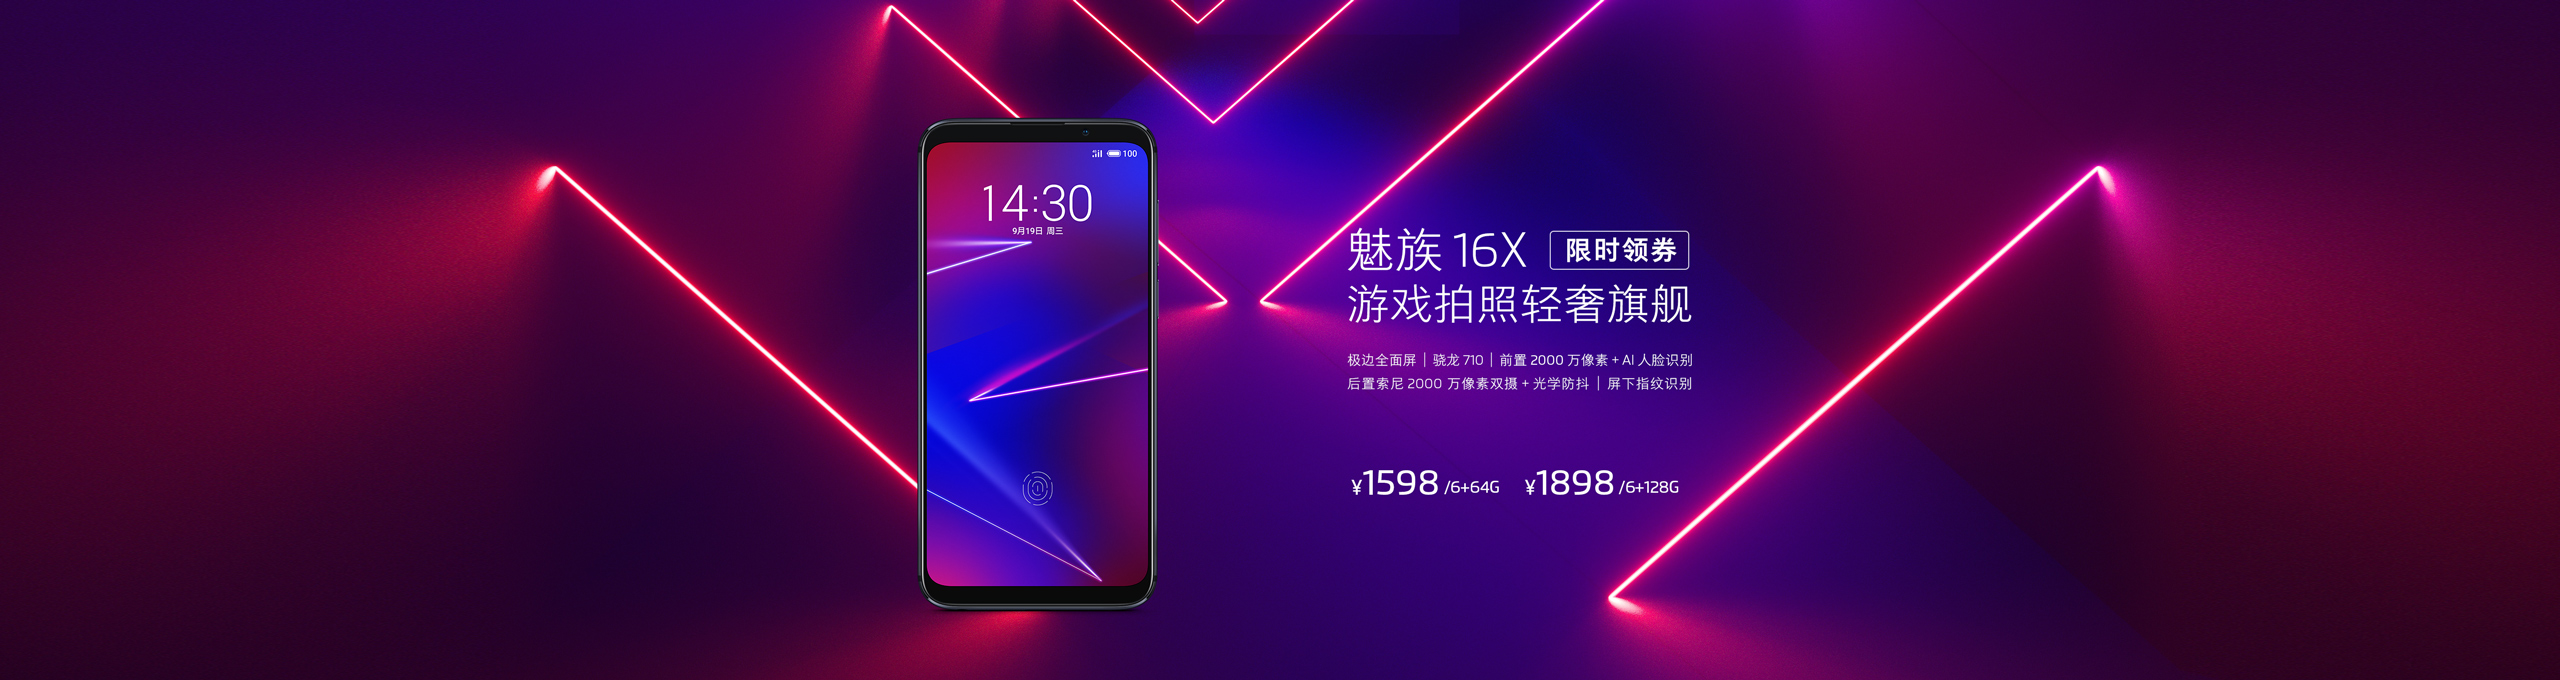 100
14:30
9月19日 周三
魅族 16X 限时领券
游戏拍照轻奢旗舰
极边全面屏 | 骁龙 710 | 前置 2000 万像素 + AI 人脸识别
后置索尼 2000 万像素双摄 + 光学防抖 | 屏下指纹识别
¥1598 /6+64G ¥1898 /6+128G